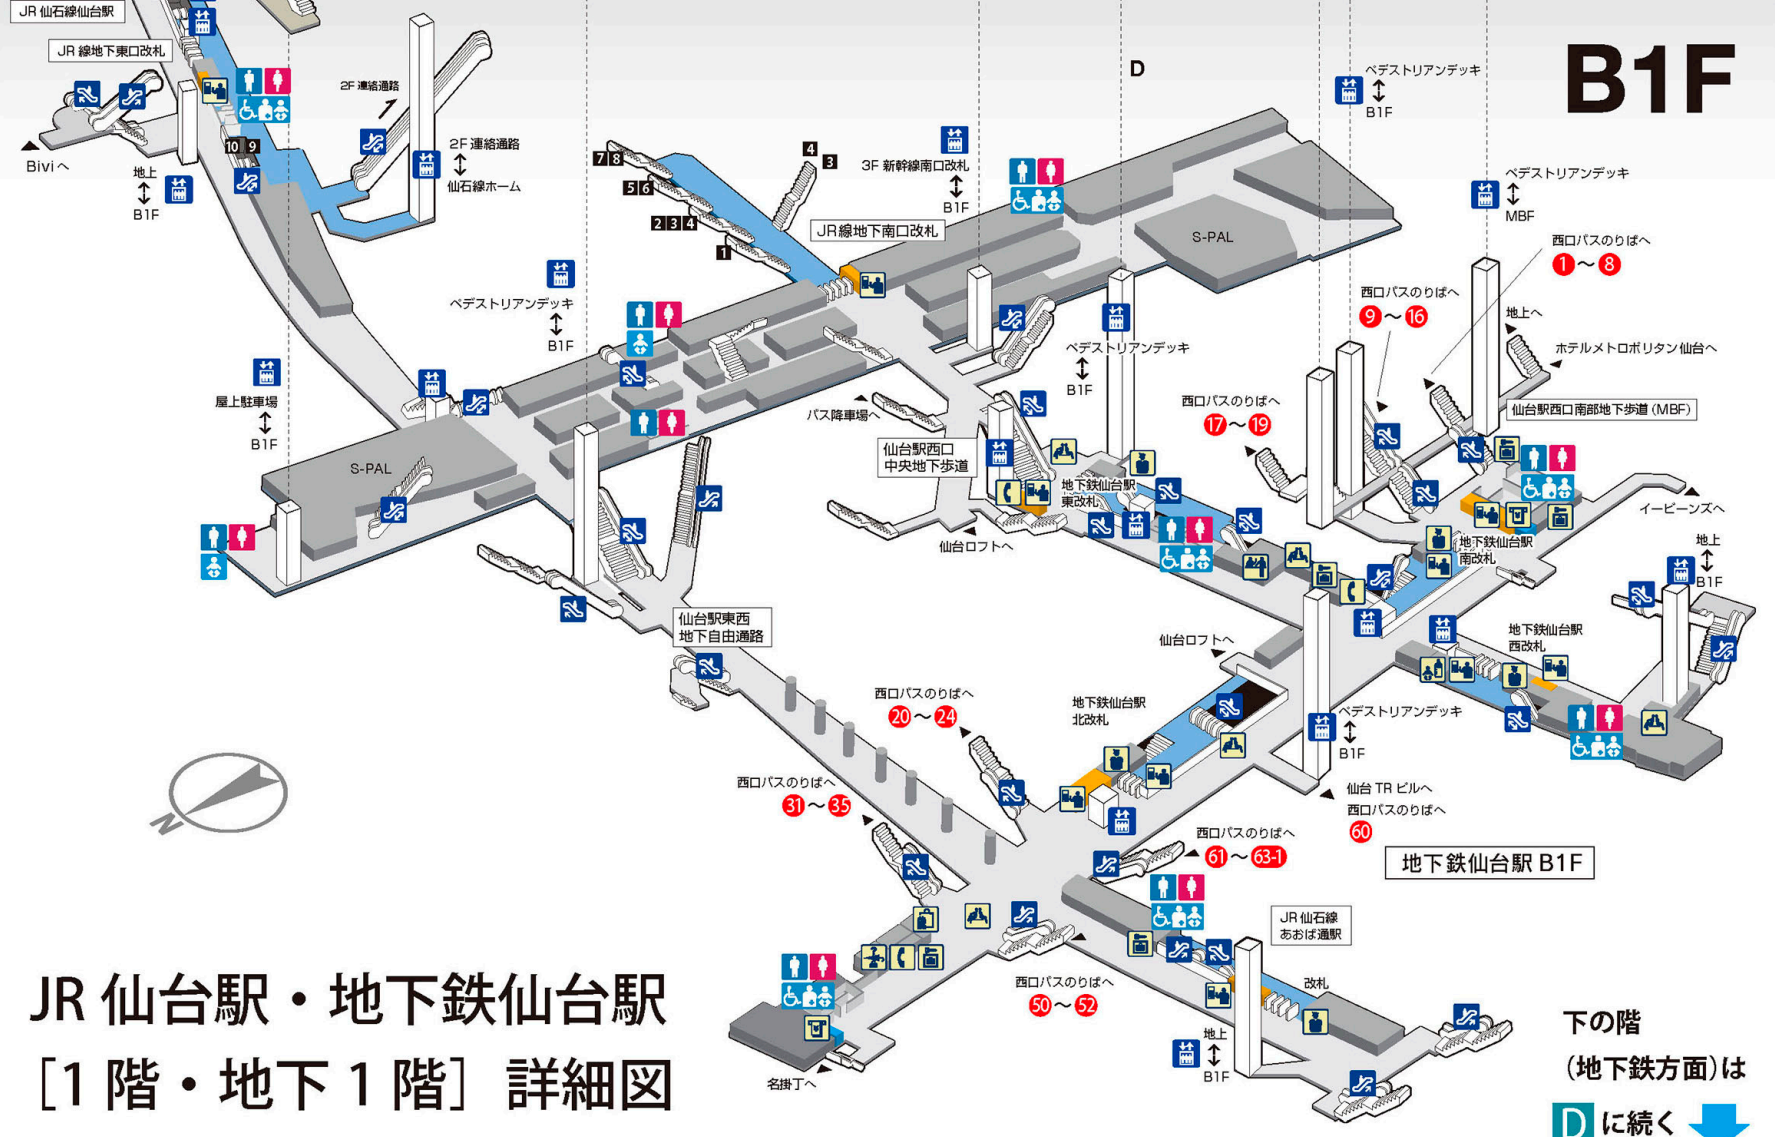 JR 仙石線仙台駅
JR 線地下東口改札
Bivi へ
地上
B1F
10 9
2F 連絡通路
2F 連絡通路
仙石線ホーム
7 8
5 6
2 3 4
1
4
3
3F 新幹線南口改札
B1F
JR線地下南口改札
D
ペデストリアンデッキ
B1F
B1F
ペデストリアンデッキ
MBF
西口バスのりばへ
1 ～ 8
西口バスのりばへ
9 ～ 16
地上へ
ホテルメトロポリタン仙台へ
S-PAL
ペデストリアンデッキ
B1F
ペデストリアンデッキ
B1F
屋上駐車場
B1F
S-PAL
バス降車場へ
西口バスのりばへ
17 ～ 19
仙台駅西口南部地下歩道 (MBF)
仙台駅西口
中央地下歩道
地下鉄仙台駅
東改札
仙台ロフトへ
イービーンズへ
地下鉄仙台駅
南改札
地上
B1F
仙台駅東西
地下自由通路
仙台ロフトへ
地下鉄仙台駅
西改札
西口バスのりばへ
20 ～ 24
地下鉄仙台駅
北改札
ペデストリアンデッキ
B1F
西口バスのりばへ
31 ～ 35
仙台 TR ビルへ
西口バスのりばへ
60
西口バスのりばへ
61 ～ 63-1
地下鉄仙台駅 B1F
N
JR 仙石線
あおば通駅
改札
西口バスのりばへ
50 ～ 52
地上
B1F
名掛丁へ
JR 仙台駅・地下鉄仙台駅
［1 階・地下 1 階］ 詳細図
下の階
（地下鉄方面）は
D に続く